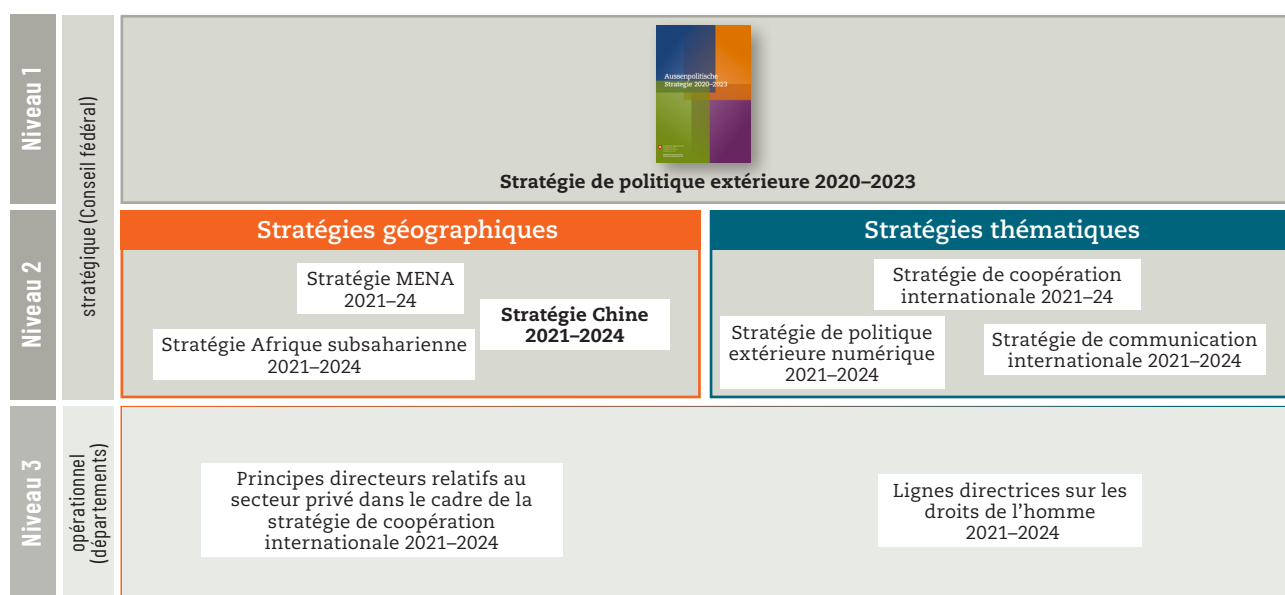 Niveau 1
stratégique (Conseil fédéral)
Aussenpolitische
Strategie 2020–2023
Stratégie de politique extérieure 2020–2023
Niveau 2
Stratégies géographiques
Stratégie MENA
2021–24
Stratégie Chine
2021–2024
Stratégie Afrique subsaharienne
2021–2024
Stratégies thématiques
Stratégie de coopération
internationale 2021–24
Stratégie de politique
extérieure numérique
2021–2024
Stratégie de communication
internationale 2021–2024
Niveau 3
opérationnel
(départements)
Principes directeurs relatifs au
secteur privé dans le cadre de la
stratégie de coopération
internationale 2021–2024
Lignes directrices sur les
droits de l’homme
2021–2024